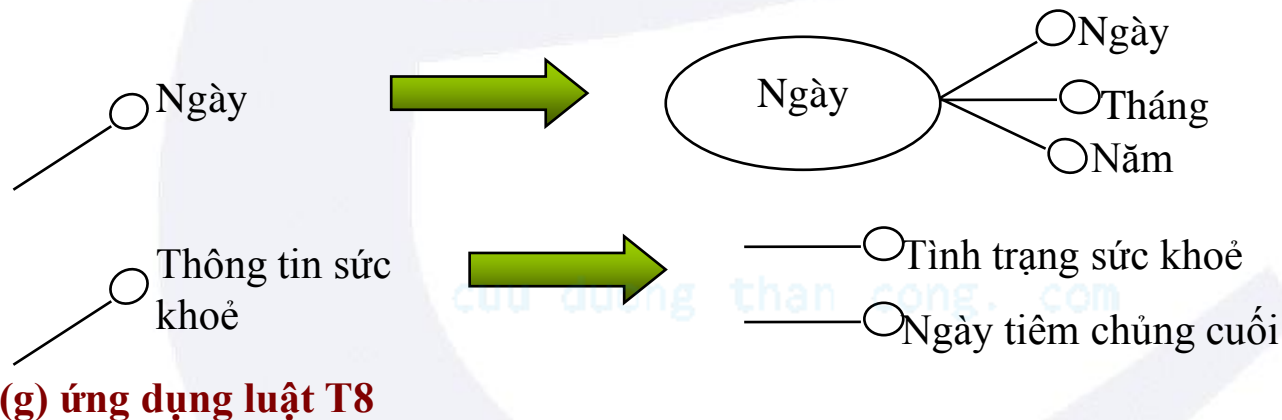 Ngày
Ngày
Ngày
Tháng
Năm
Thông tin sức
khoẻ
Tình trạng sức khoẻ
Ngày tiêm chủng cuối
cuu duong than cong. com
(g) ứng dụng luật T8